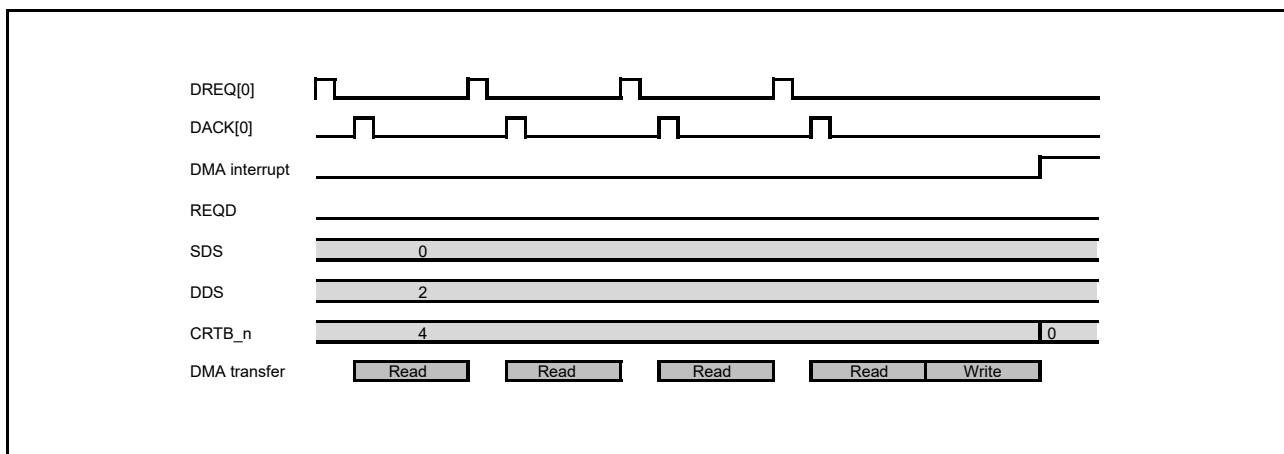 DREQ[0]
DACK[0]
DMA interrupt
REQD
SDS 0
DDS 2
CRTB_n 4 0
DMA transfer Read Read Read Read Write